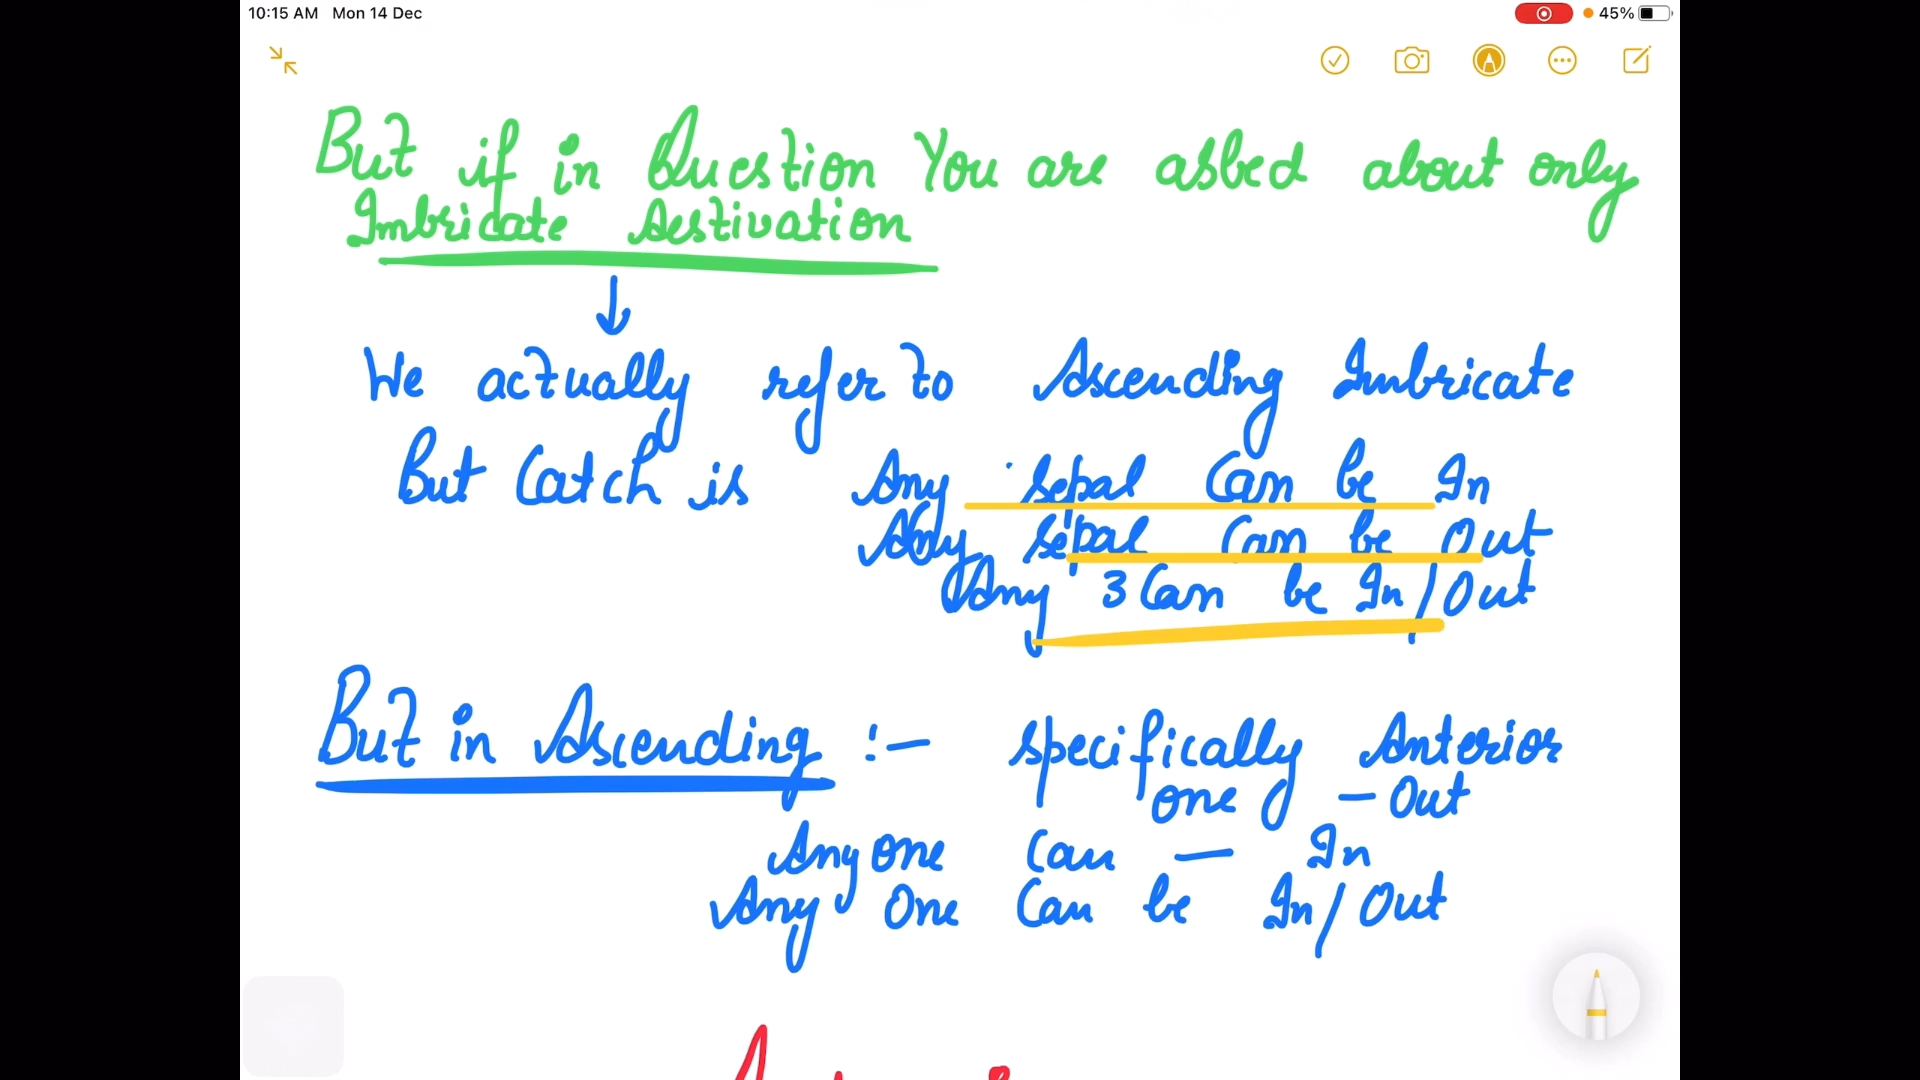 10:15 AM Mon 14 Dec
45%
But if in Question You are asked about only
Imbricate Aestivation
We actually refer to Ascending Imbricate
But Catch is Any sepal can be In
Any sepal can be Out
Any 3 can be In/Out
But in Ascending :- specifically Anterior
one - Out
Anyone can - In
Any One can be In/Out